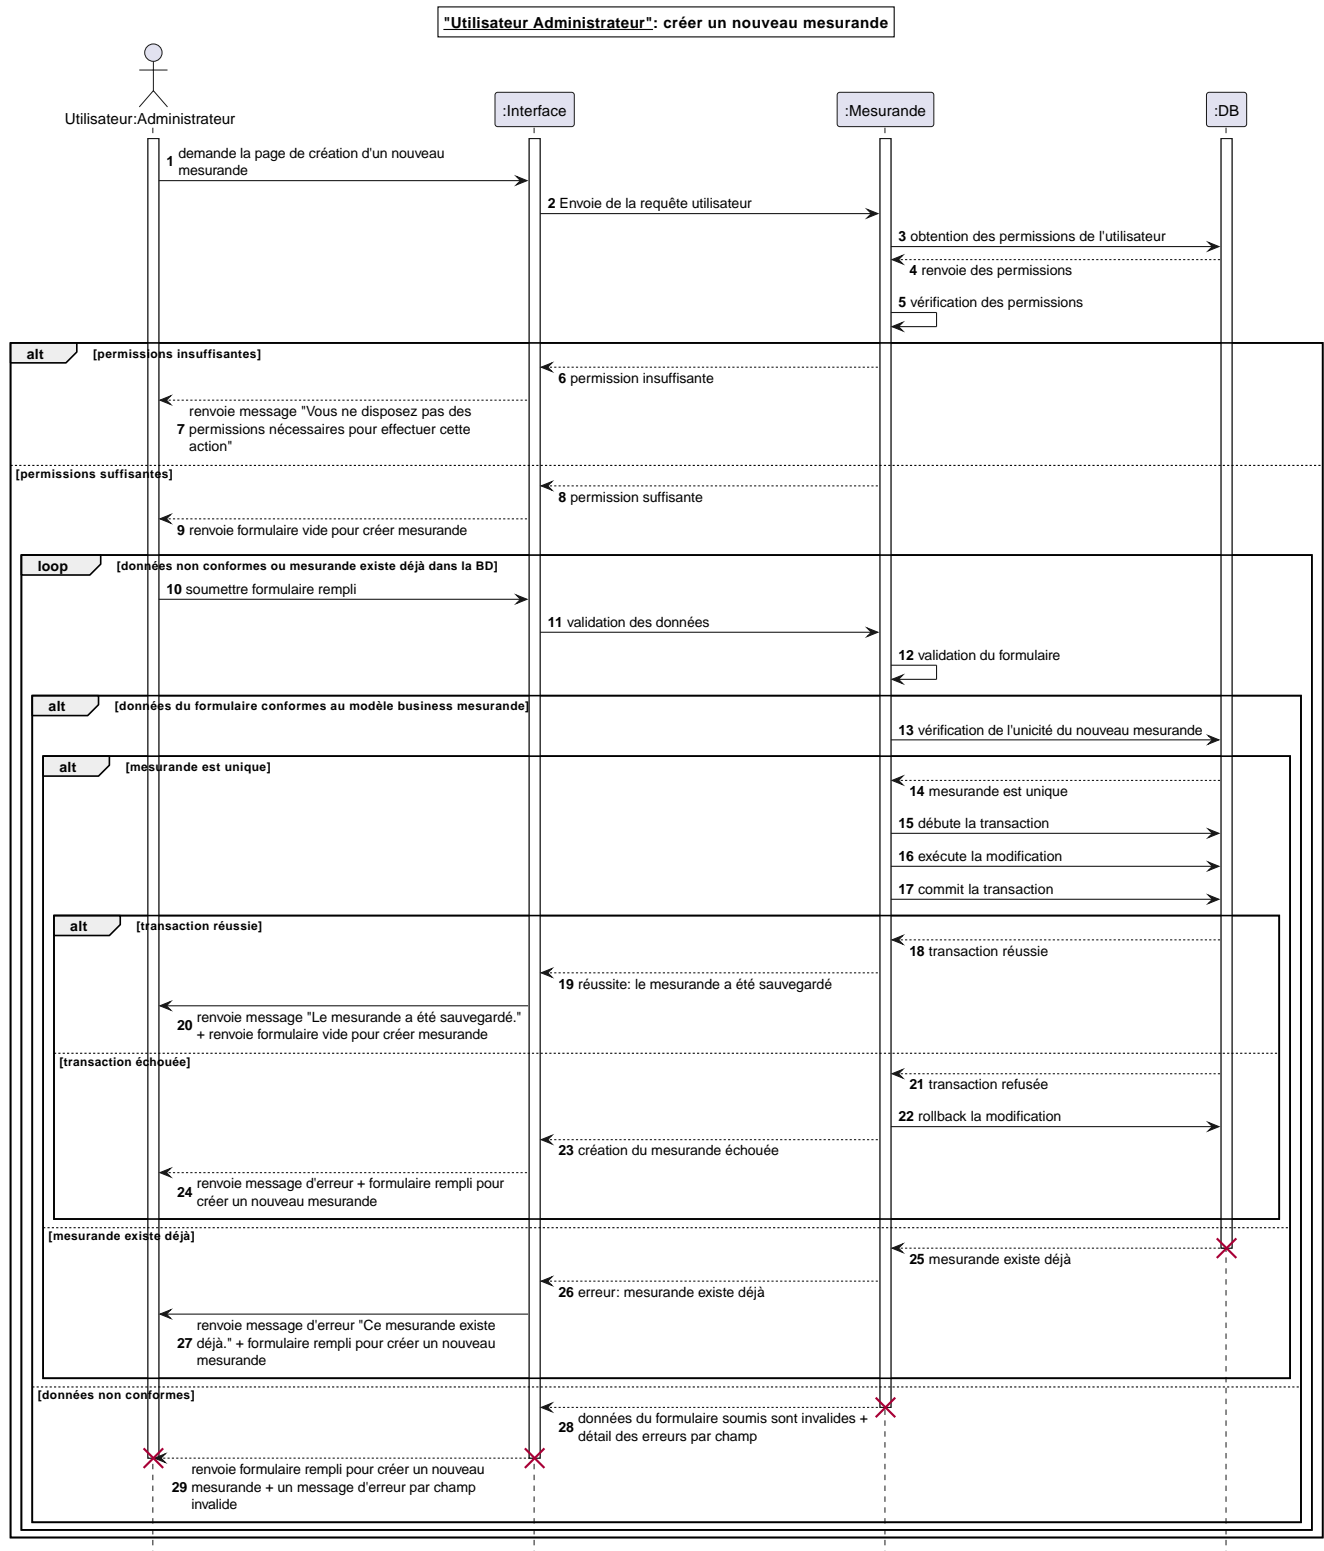 "Utilisateur Administrateur": créer un nouveau mesurande
Utilisateur:Administrateur
:Interface
:Mesurande
:DB
1 demande la page de création d'un nouveau
mesurande
2 Envoie de la requête utilisateur
3 obtention des permissions de l'utilisateur
4 renvoie des permissions
5 vérification des permissions
alt [permissions insuffisantes]
6 permission insuffisante
renvoie message "Vous ne disposez pas des
7 permissions nécessaires pour effectuer cette
action"
[permissions suffisantes]
8 permission suffisante
9 renvoie formulaire vide pour créer mesurande
loop [données non conformes ou mesurande existe déjà dans la BD]
10 soumettre formulaire rempli
11 validation des données
12 validation du formulaire
alt [données du formulaire conformes au modèle business mesurande]
13 vérification de l'unicité du nouveau mesurande
alt [mesurande est unique]
14 mesurande est unique
15 débute la transaction
16 exécute la modification
17 commit la transaction
alt [transaction réussie]
18 transaction réussie
19 réussite: le mesurande a été sauvegardé
20 renvoie message "Le mesurande a été sauvegardé."
+ renvoie formulaire vide pour créer mesurande
[transaction échouée]
21 transaction refusée
22 rollback la modification
23 création du mesurande échouée
24 renvoie message d'erreur + formulaire rempli pour
créer un nouveau mesurande
[mesurande existe déjà]
25 mesurande existe déjà
26 erreur: mesurande existe déjà
renvoie message d'erreur "Ce mesurande existe
27 déjà." + formulaire rempli pour créer un nouveau
mesurande
[données non conformes]
28 données du formulaire soumis sont invalides +
détail des erreurs par champ
renvoie formulaire rempli pour créer un nouveau
29 mesurande + un message d'erreur par champ
invalide